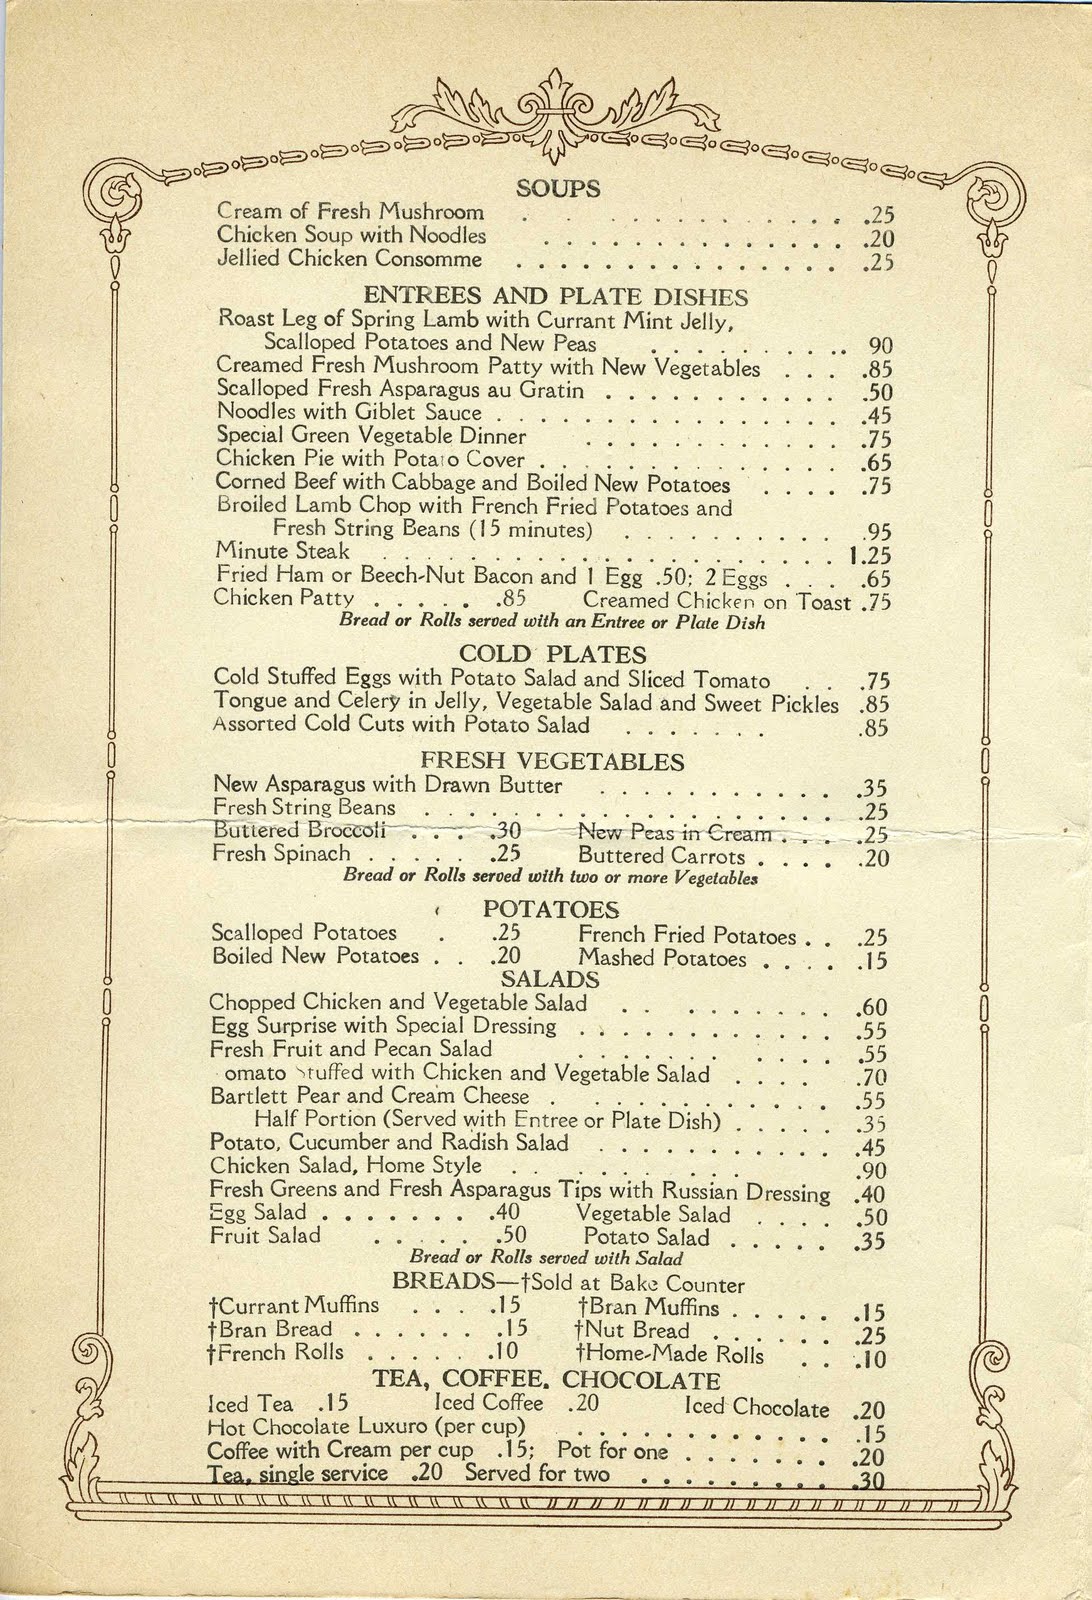 SOUPS
Cream of Fresh Mushroom . . . . . . . . . . . . .25
Chicken Soup with Noodles . . . . . . . . . . . . . .20
Jellied Chicken Consomme . . . . . . . . . . . . . . .25
ENTREES AND PLATE DISHES
Roast Leg of Spring Lamb with Currant Mint Jelly,
Scalloped Potatoes and New Peas . . . . . . . . . .. 90
Creamed Fresh Mushroom Patty with New Vegetables . . . .85
Scalloped Fresh Asparagus au Gratin . . . . . . . . . . . .50
Noodles with Giblet Sauce . . . . . . . . . . . . . . . .45
Special Green Vegetable Dinner . . . . . . . . . . . .75
Chicken Pie with Potato Cover . . . . . . . . . . . . . .65
Corned Beef with Cabbage and Boiled New Potatoes . . . . .75
Broiled Lamb Chop with French Fried Potatoes and
Fresh String Beans (15 minutes) . . . . . . . . . . .95
Minute Steak . . . . . . . . . . . . . . . . . . . . 1.25
Fried Ham or Beech-Nut Bacon and 1 Egg .50; 2 Eggs . . . .65
Chicken Patty . . . . . .85 Creamed Chicken on Toast .75
Bread or Rolls served with an Entree or Plate Dish
COLD PLATES
Cold Stuffed Eggs with Potato Salad and Sliced Tomato . . .75
Tongue and Celery in Jelly, Vegetable Salad and Sweet Pickles .85
Assorted Cold Cuts with Potato Salad . . . . . . . .85
FRESH VEGETABLES
New Asparagus with Drawn Butter . . . . . . . . . . . .35
Fresh String Beans . . . . . . . . . . . . . . . . . . .25
Buttered Broccoli . . . . .30 New Peas in Cream . . . .25
Fresh Spinach . . . . . .25 Buttered Carrots . . . . .20
Bread or Rolls served with two or more Vegetables
POTATOES
Scalloped Potatoes . .25 French Fried Potatoes . . .25
Boiled New Potatoes . . .20 Mashed Potatoes . . . . .15
SALADS
Chopped Chicken and Vegetable Salad . . . . . . . . . .60
Egg Surprise with Special Dressing . . . . . . . . . . . . .55
Fresh Fruit and Pecan Salad . . . . . . . . . . . .55
omato stuffed with Chicken and Vegetable Salad . . . . .70
Bartlett Pear and Cream Cheese . . . . . . . . . . . . .55
Half Portion (Served with Entree or Plate Dish) . . . . . .35
Potato, Cucumber and Radish Salad . . . . . . . . . . . .45
Chicken Salad, Home Style . . . . . . . . . .90
Fresh Greens and Fresh Asparagus Tips with Russian Dressing .40
Egg Salad . . . . . . . .40 Vegetable Salad . . . . .50
Fruit Salad . . . . . .50 Potato Salad . . . . . .35
Bread or Rolls served with Salad
BREADS—†Sold at Bake Counter
†Currant Muffins . . . .15 †Bran Muffins . . . . . .15
†Bran Bread . . . . . . .15 †Nut Bread . . . . . . .25
†French Rolls . . . . . .10 †Home-Made Rolls . . .10
TEA, COFFEE. CHOCOLATE
Iced Tea .15 Iced Coffee .20 Iced Chocolate .20
Hot Chocolate Luxuro (per cup) . . . . . . . . . . . . .15
Coffee with Cream per cup .15; Pot for one . . . . . . . .20
Tea, single service .20 Served for two . . . . . . . . .30